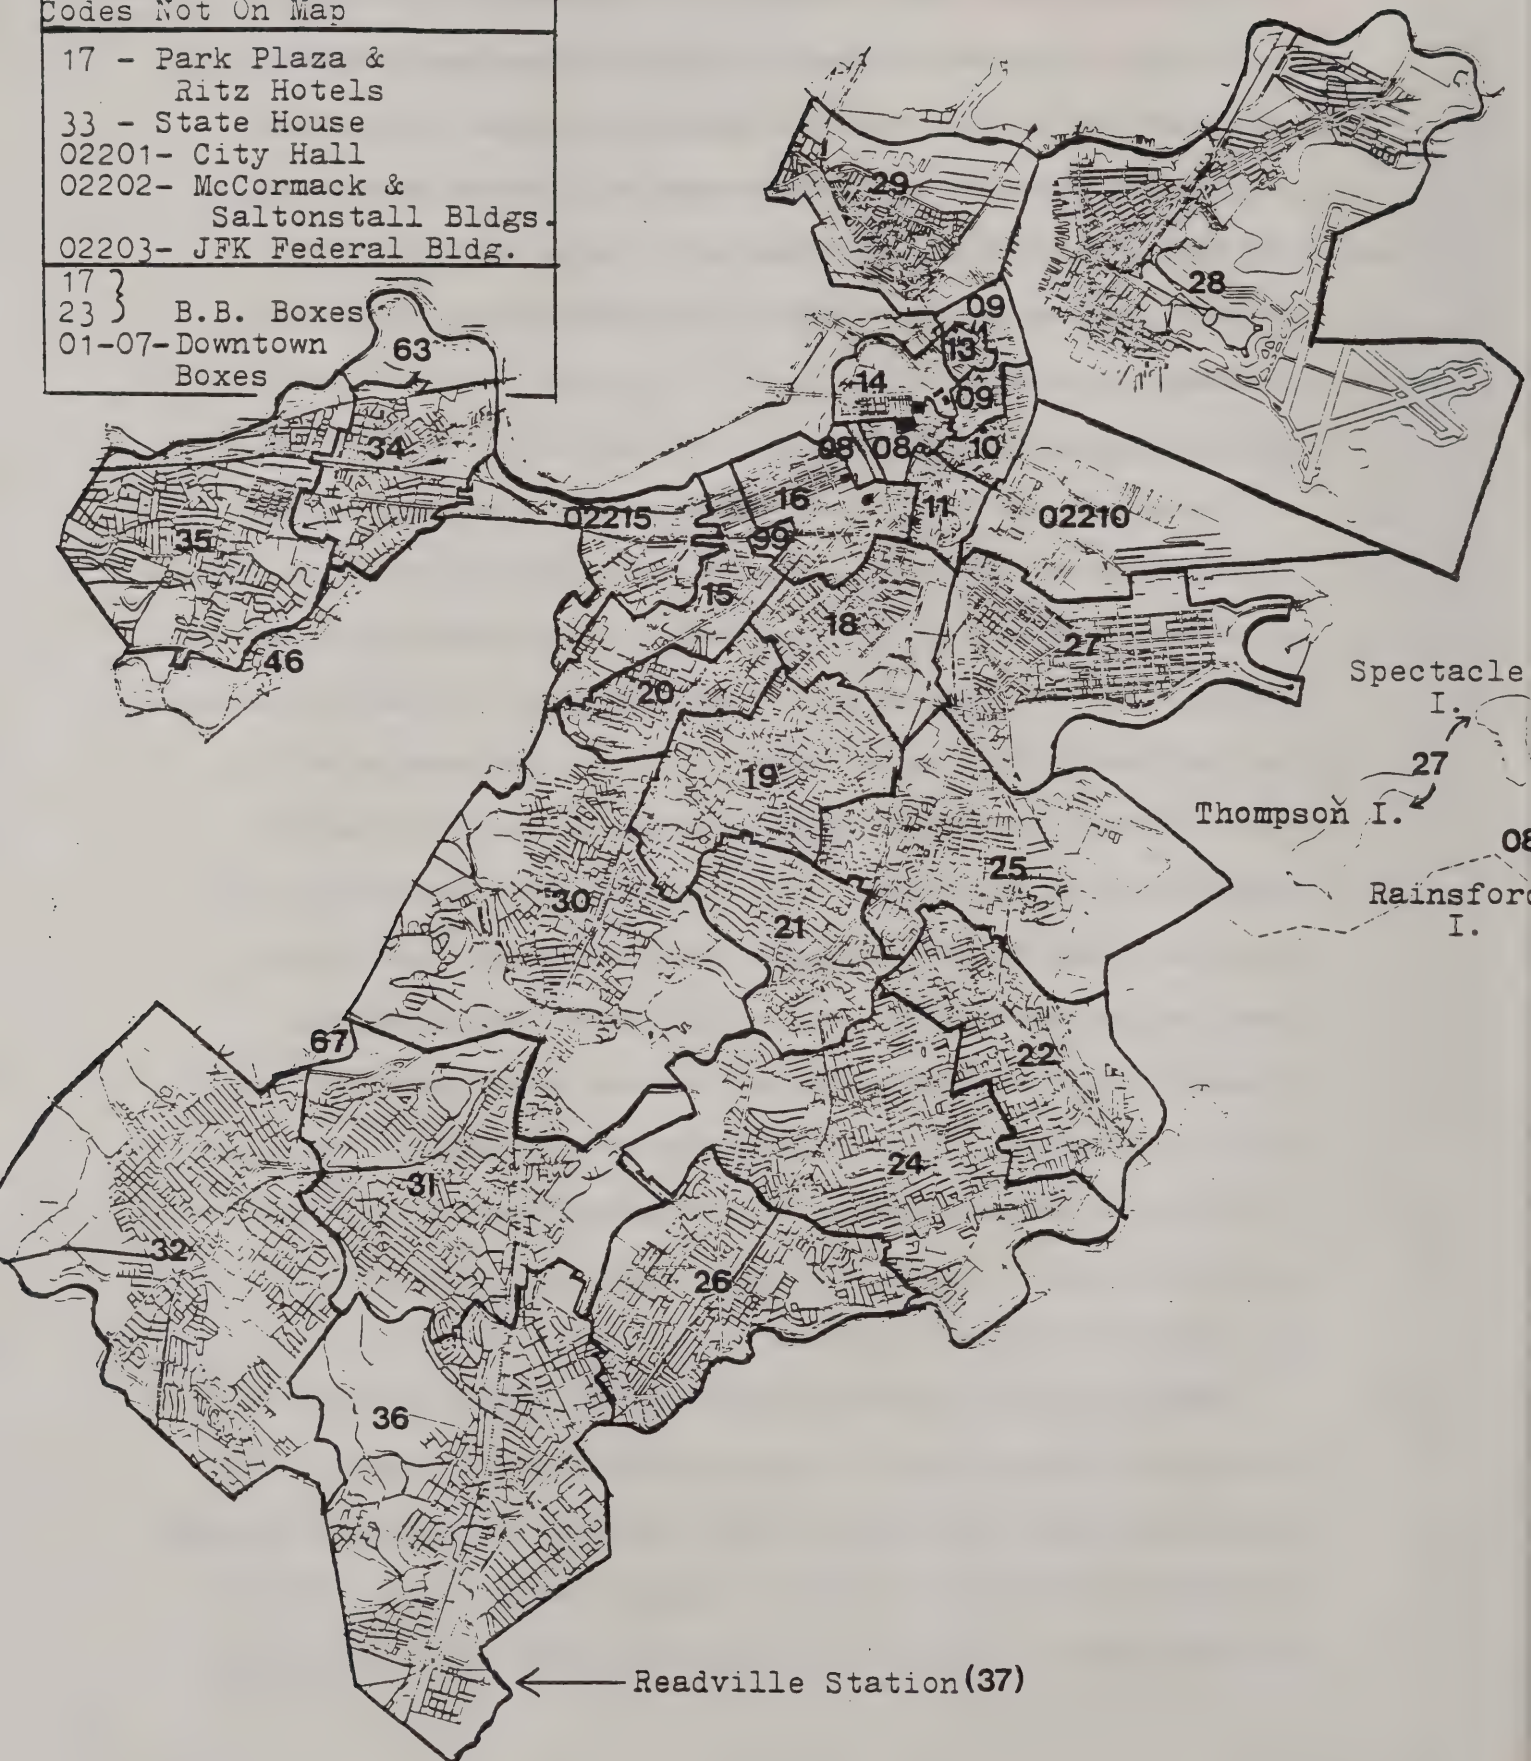 Codes Not On Map
17 - Park Plaza &
Ritz Hotels
33 - State House
02201- City Hall
02202- McCormack &
Saltonstall Bldgs.
02203- JFK Federal Bldg.
17 }
23 } B.B. Boxes
01-07-Downtown
Boxes
63
29
28
09
13
14
09
34
08
08
10
16
11
02215
02210
35
99
15
18
27
46
20
Spectacle
I.
19
27
Thompson I.
08
25
Rainsford
I.
30
21
67
22
24
31
32
26
36
Readville Station (37)